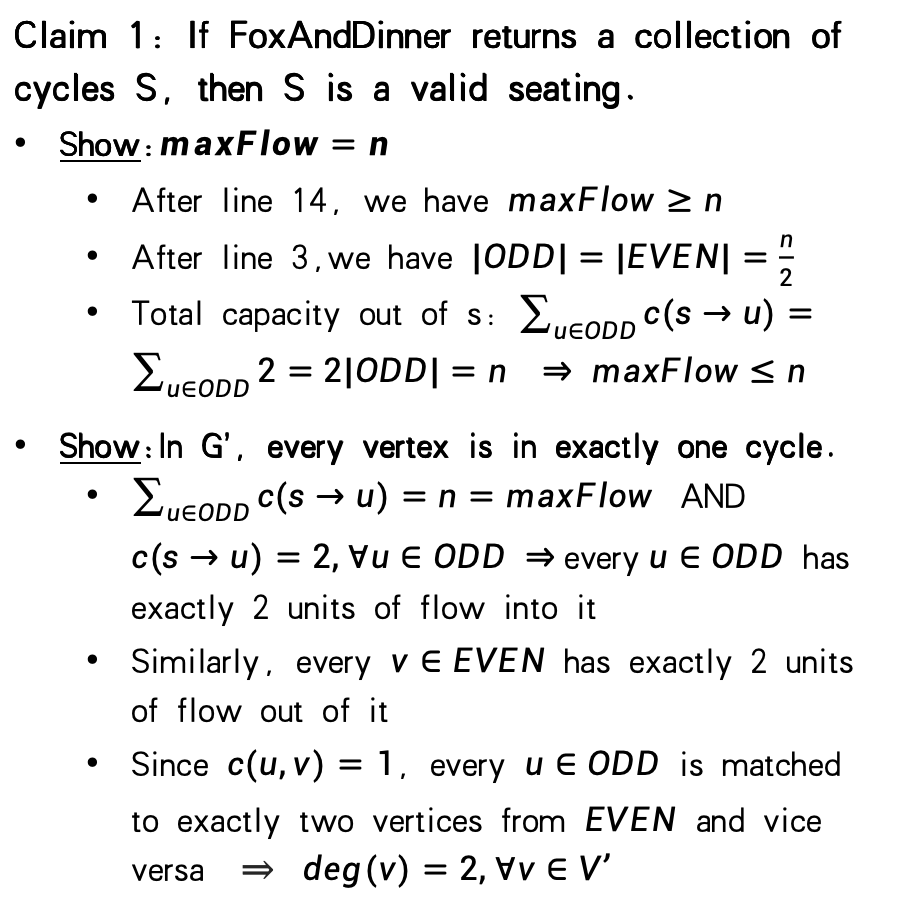 Claim 1: If FoxAndDinner returns a collection of
cycles S, then S is a valid seating.
• Show: maxFlow = n
• After line 14, we have maxFlow ≥ n
• After line 3,we have |ODD| = |EVEN| = n/2
• Total capacity out of s: ∑_{u∈ODD} c(s → u) =
∑_{u∈ODD} 2 = 2|ODD| = n ⇒ maxFlow ≤ n
• Show:In G’, every vertex is in exactly one cycle.
• ∑_{u∈ODD} c(s → u) = n = maxFlow AND
c(s → u) = 2, ∀u ∈ ODD ⇒ every u ∈ ODD has
exactly 2 units of flow into it
• Similarly, every v ∈ EVEN has exactly 2 units
of flow out of it
• Since c(u, v) = 1, every u ∈ ODD is matched
to exactly two vertices from EVEN and vice
versa ⇒ deg(v) = 2, ∀v ∈ V’